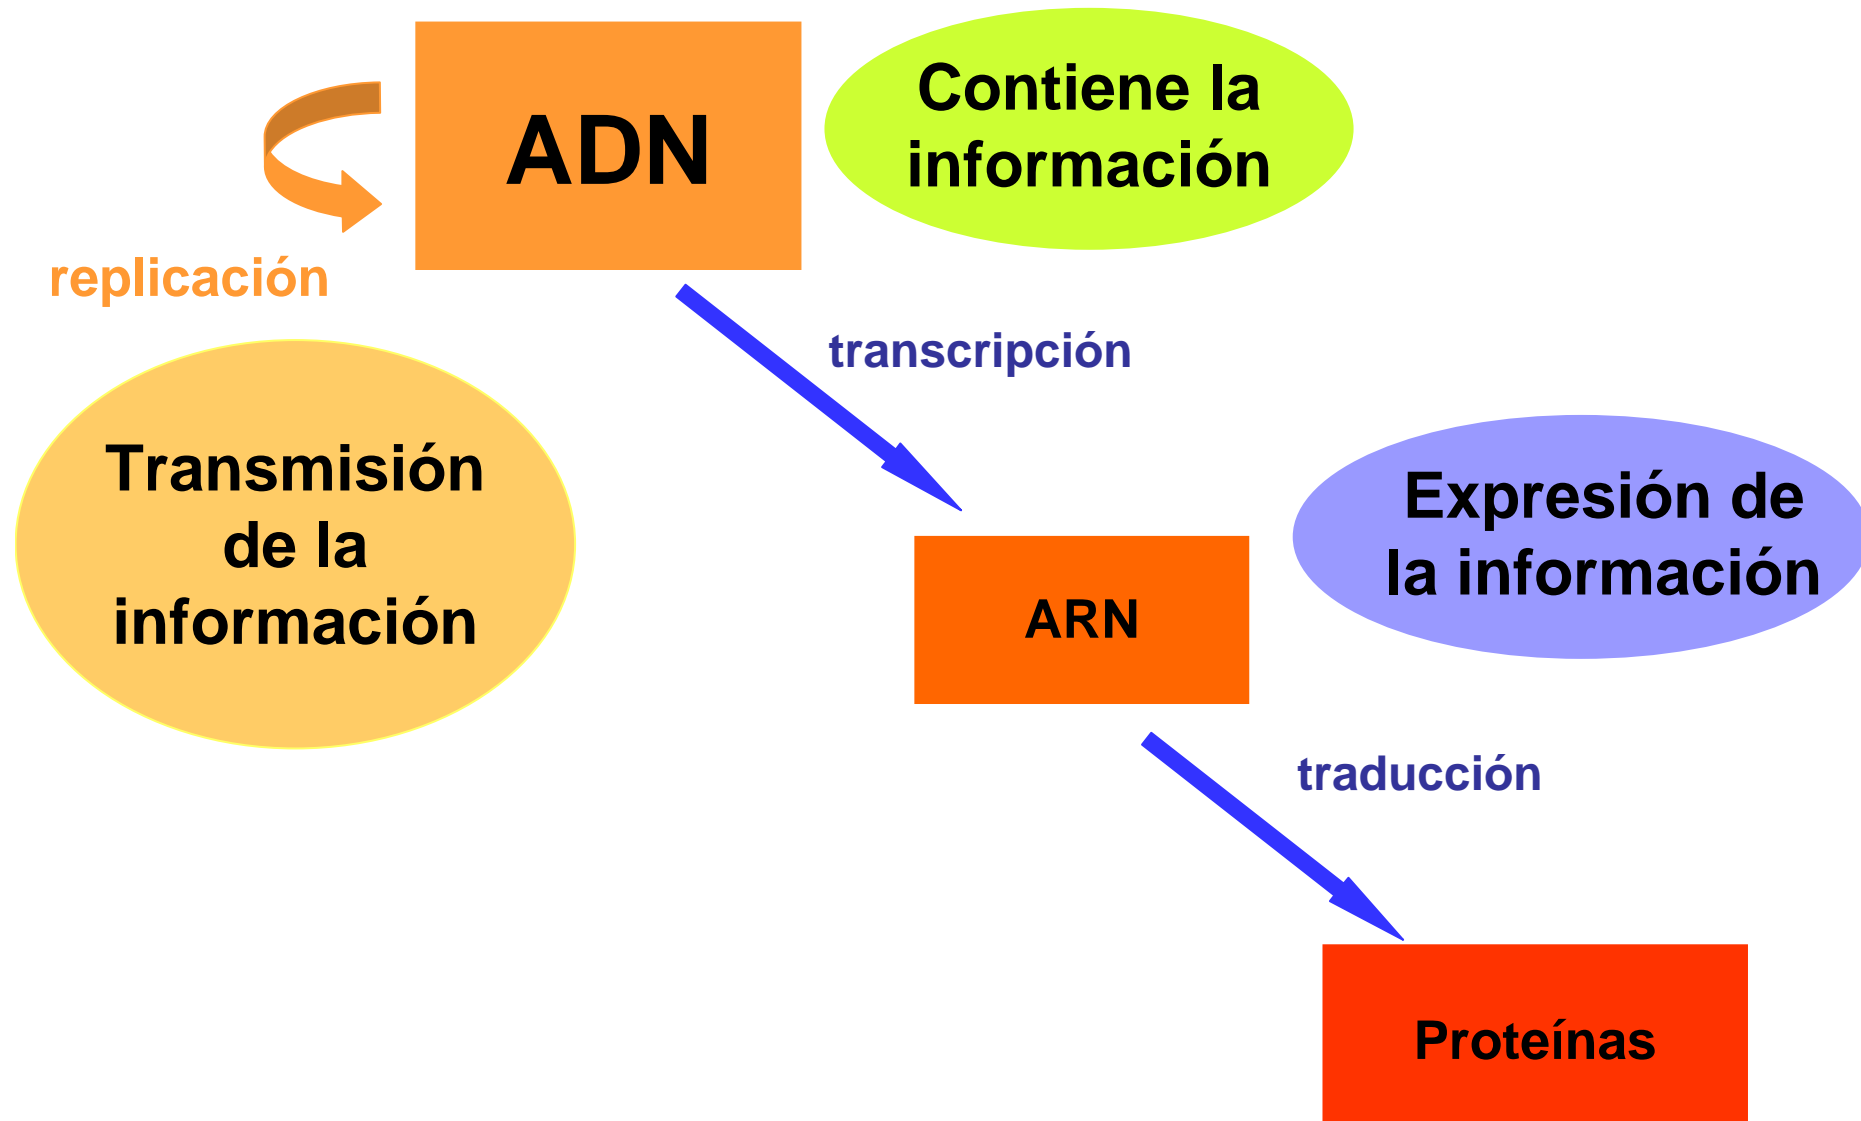 ADN
Contiene la
información
replicación
transcripción
Transmisión
de la
información
Expresión de
la información
ARN
traducción
Proteínas